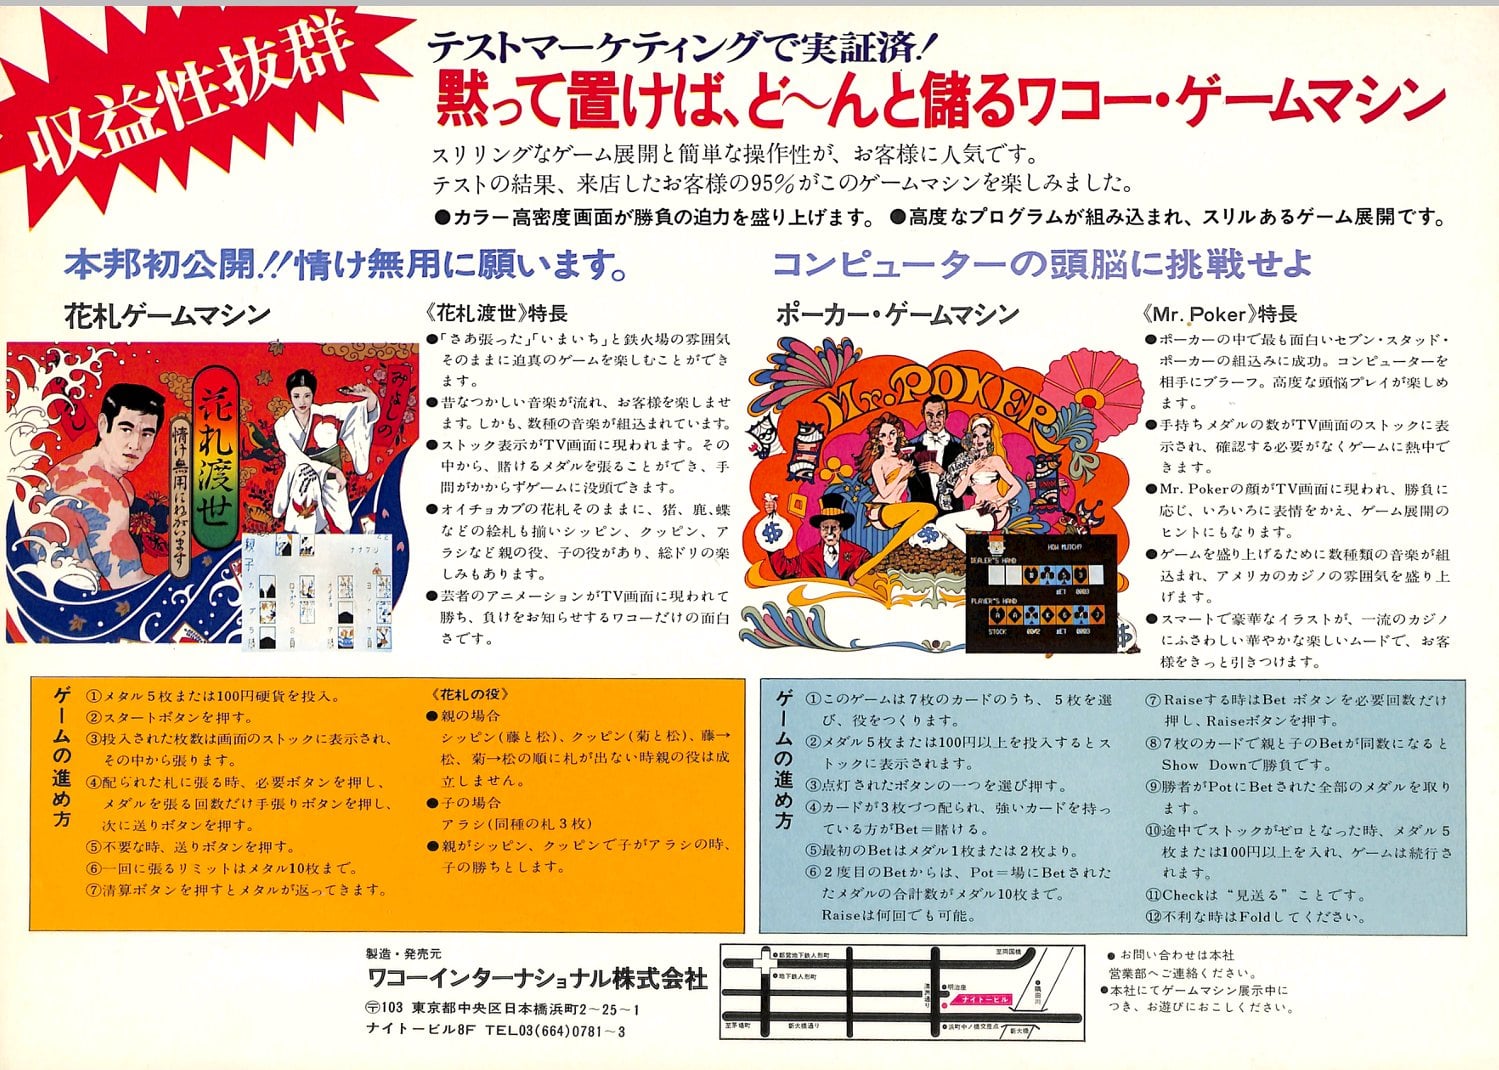 収益性抜群
テストマーケティングで実証済!
黙って置けば、ど〜んと儲るワコー・ゲームマシン
スリリングなゲーム展開と簡単な操作性が、お客様に人気です。
テストの結果、来店したお客様の95%がこのゲームマシンを楽しみました。
●カラー高密度画面が勝負の迫力を盛り上げます。 ●高度なプログラムが組み込まれ、スリルあるゲーム展開です。
本邦初公開!!情け無用に願います。
花札ゲームマシン
花札渡世
情け無用にねがいます
《花札渡世》特長
●「さあ張った」「いまいち」と鉄火場の雰囲気
そのままに迫真のゲームを楽しむことができ
ます。
●昔なつかしい音楽が流れ、お客様を楽しませ
ます。しかも、数種の音楽が組込まれています。
●ストック表示がTV画面に現われます。その
中から、賭けるメダルを張ることができ、手
間がかからずゲームに没頭できます。
●オイチョカブの花札そのままに、猪、鹿、蝶
などの絵札も揃いシッピン、クッピン、ア
ラシなど親の役、子の役があり、総ドリの楽
しみもあります。
●芸者のアニメーションがTV画面に現われて
勝ち、負けをお知らせするワコーだけの面白
さです。
コンピューターの頭脳に挑戦せよ
ポーカー・ゲームマシン
Mr. POKER
DEALER'S HAND
HOW MUTCH?
BET
PLAYER'S HAND
STOCK
BET
《Mr. Poker》特長
●ポーカーの中で最も面白いセブン・スタッド・
ポーカーの組込みに成功。コンピューターを
相手にブラーフ。高度な頭脳プレイが楽しめ
ます。
●手持ちメダルの数がTV画面のストックに表
示され、確認する必要がなくゲームに熱中で
きます。
●Mr. Pokerの顔がTV画面に現われ、勝負に
応じ、いろいろに表情をかえ、ゲーム展開の
ヒントにもなります。
●ゲームを盛り上げるために数種類の音楽が組
込まれ、アメリカのカジノの雰囲気を盛り上
げます。
●スマートで豪華なイラストが、一流のカジノ
にふさわしい華やかな楽しいムードで、お客
様をきっと引きつけます。
ゲームの進め方
①メタル5枚または100円硬貨を投入。
②スタートボタンを押す。
③投入された枚数は画面のストックに表示され、
その中から張ります。
④配られた札に張る時、必要ボタンを押し、
メダルを張る回数だけ手張りボタンを押し、
次に送りボタンを押す。
⑤不要な時、送りボタンを押す。
⑥一回に張るリミットはメタル10枚まで。
⑦清算ボタンを押すとメタルが返ってきます。
《花札の役》
●親の場合
シッピン(藤と松)、クッピン(菊と松)、藤→
松、菊→松の順に札が出ない時親の役は成
立しません。
●子の場合
アラシ(同種の札3枚)
●親がシッピン、クッピンで子がアラシの時、
子の勝ちとします。
ゲームの進め方
①このゲームは7枚のカードのうち、5枚を選
び、役をつくります。
②メダル5枚または100円以上を投入するとス
トックに表示されます。
③点灯されたボタンの一つを選び押す。
④カードが3枚づつ配られ、強いカードを持っ
ている方がBet=賭ける。
⑤最初のBetはメダル1枚または2枚より。
⑥2度目のBetからは、Pot=場にBetされた
たメダルの合計数がメダル10枚まで。
Raiseは何回でも可能。
⑦Raiseする時はBet ボタンを必要回数だけ
押し、Raiseボタンを押す。
⑧7枚のカードで親と子のBetが同数になると
Show Downで勝負です。
⑨勝者がPotにBetされた全部のメダルを取り
ます。
⑩途中でストックがゼロとなった時、メダル5
枚または100円以上を入れ、ゲームは続行さ
れます。
⑪Checkは“見送る”ことです。
⑫不利な時はFoldしてください。
製造・発売元
ワコーインターナショナル株式会社
〒103 東京都中央区日本橋浜町2〜25〜1
ナイトービル8F TEL03(664)0781〜3
都営地下鉄人形町
地下鉄人形町
至両国橋
明治座
ナイトービル
隅田川
至茅場町
新大橋通り
浜町中ノ橋交差点
新大橋
●お問い合わせは本社
営業部へご連絡ください。
●本社にてゲームマシン展示中に
つき、お遊びにおこしください。